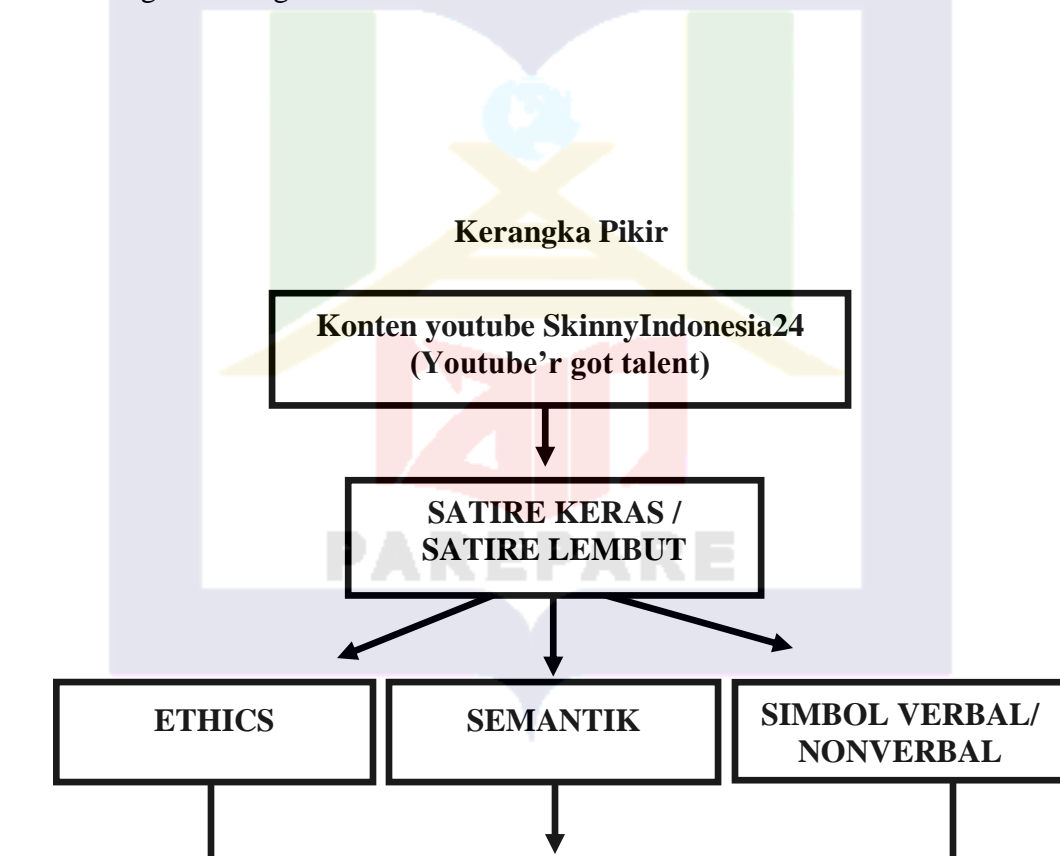 Kerangka Pikir
Konten youtube SkinnyIndonesia24
(Youtube’r got talent)
SATIRE KERAS /
SATIRE LEMBUT
PAREPARE
ETHICS
SEMANTIK
SIMBOL VERBAL/
NONVERBAL